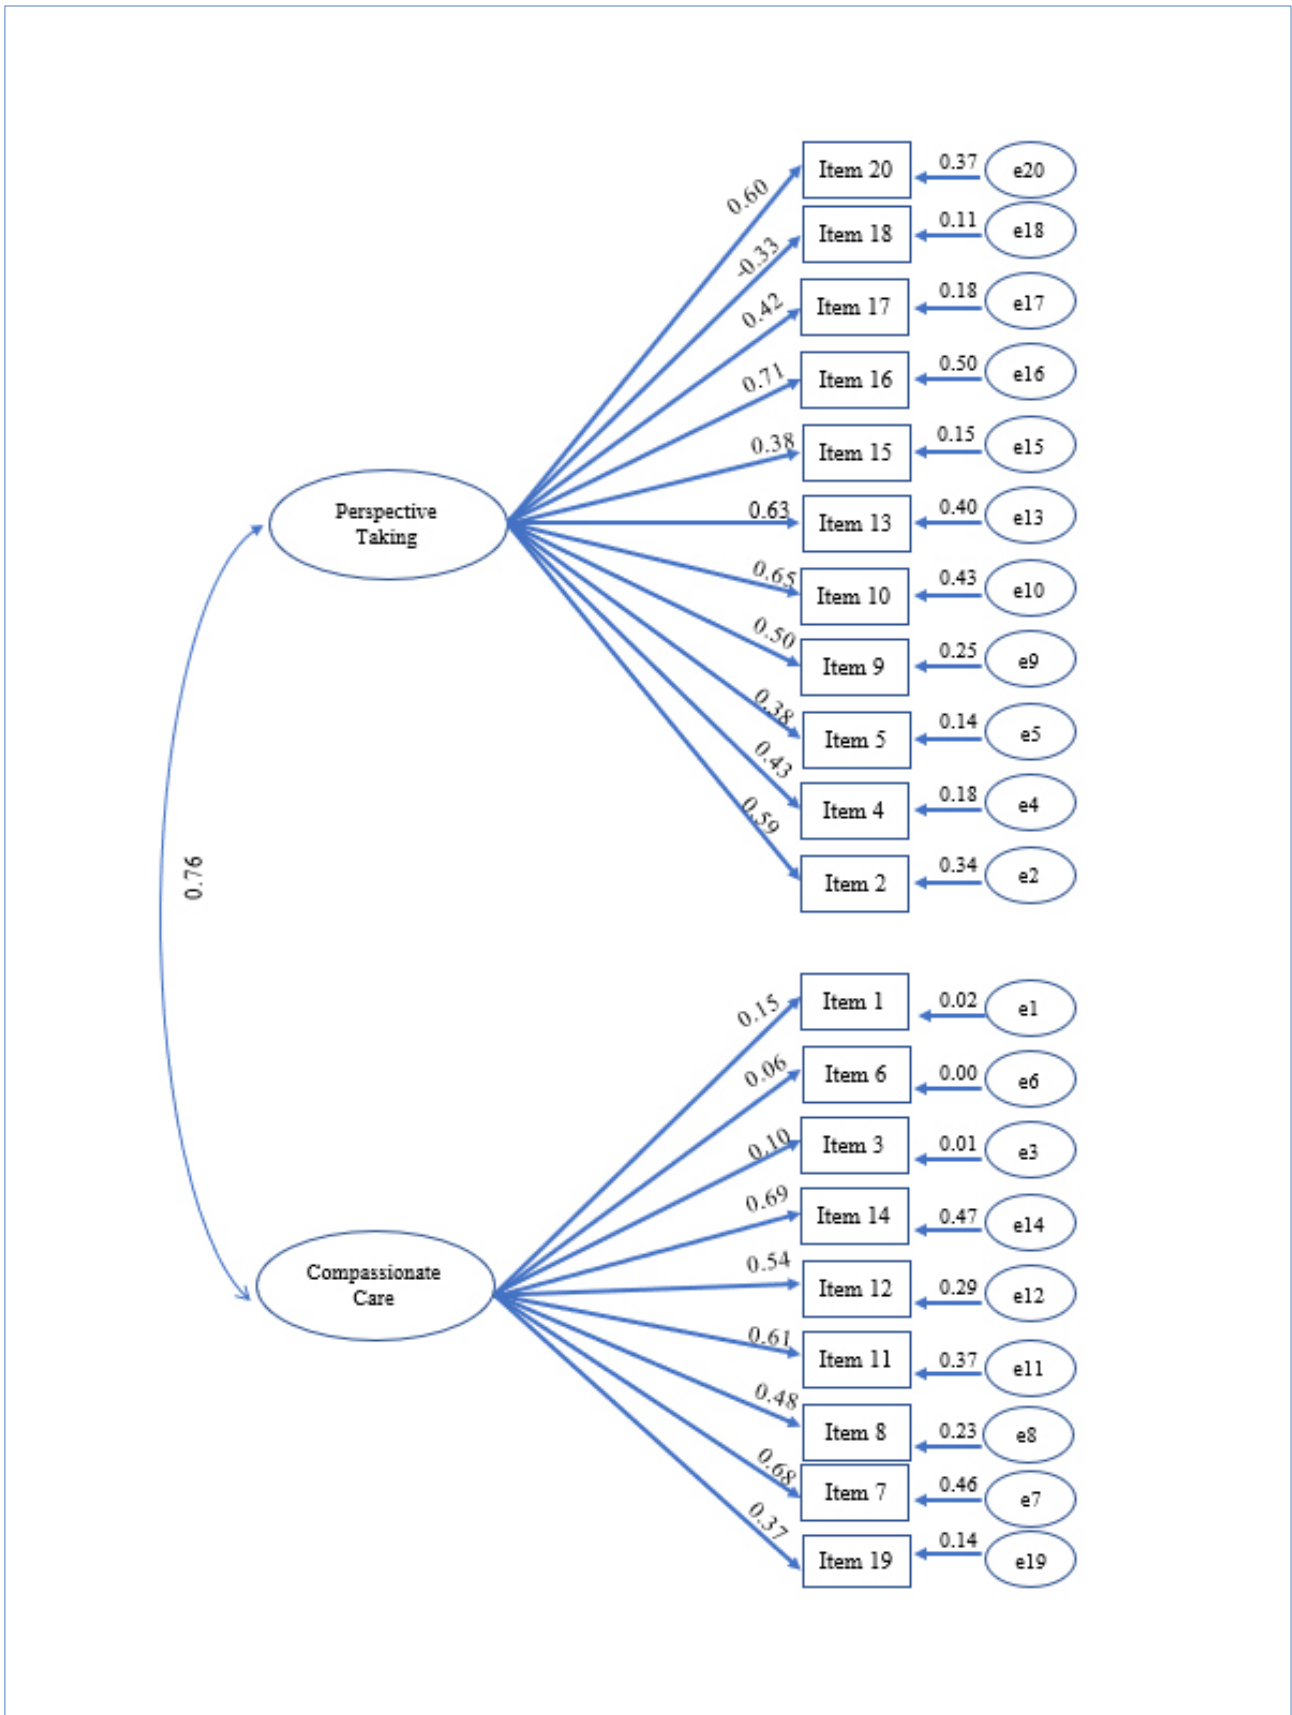 0.60
Item 20
0.37
e20
-0.33
Item 18
0.11
e18
0.42
Item 17
0.18
e17
0.71
Item 16
0.50
e16
0.38
Item 15
0.15
e15
Perspective
Taking
0.63
Item 13
0.40
e13
0.65
Item 10
0.43
e10
0.50
Item 9
0.25
e9
0.38
Item 5
0.14
e5
0.43
Item 4
0.18
e4
0.59
Item 2
0.34
e2
0.76
0.15
Item 1
0.02
e1
0.06
Item 6
0.00
e6
0.10
Item 3
0.01
e3
0.69
Item 14
0.47
e14
Compassionate
Care
0.54
Item 12
0.29
e12
0.61
Item 11
0.37
e11
0.48
Item 8
0.23
e8
0.68
Item 7
0.46
e7
0.37
Item 19
0.14
e19